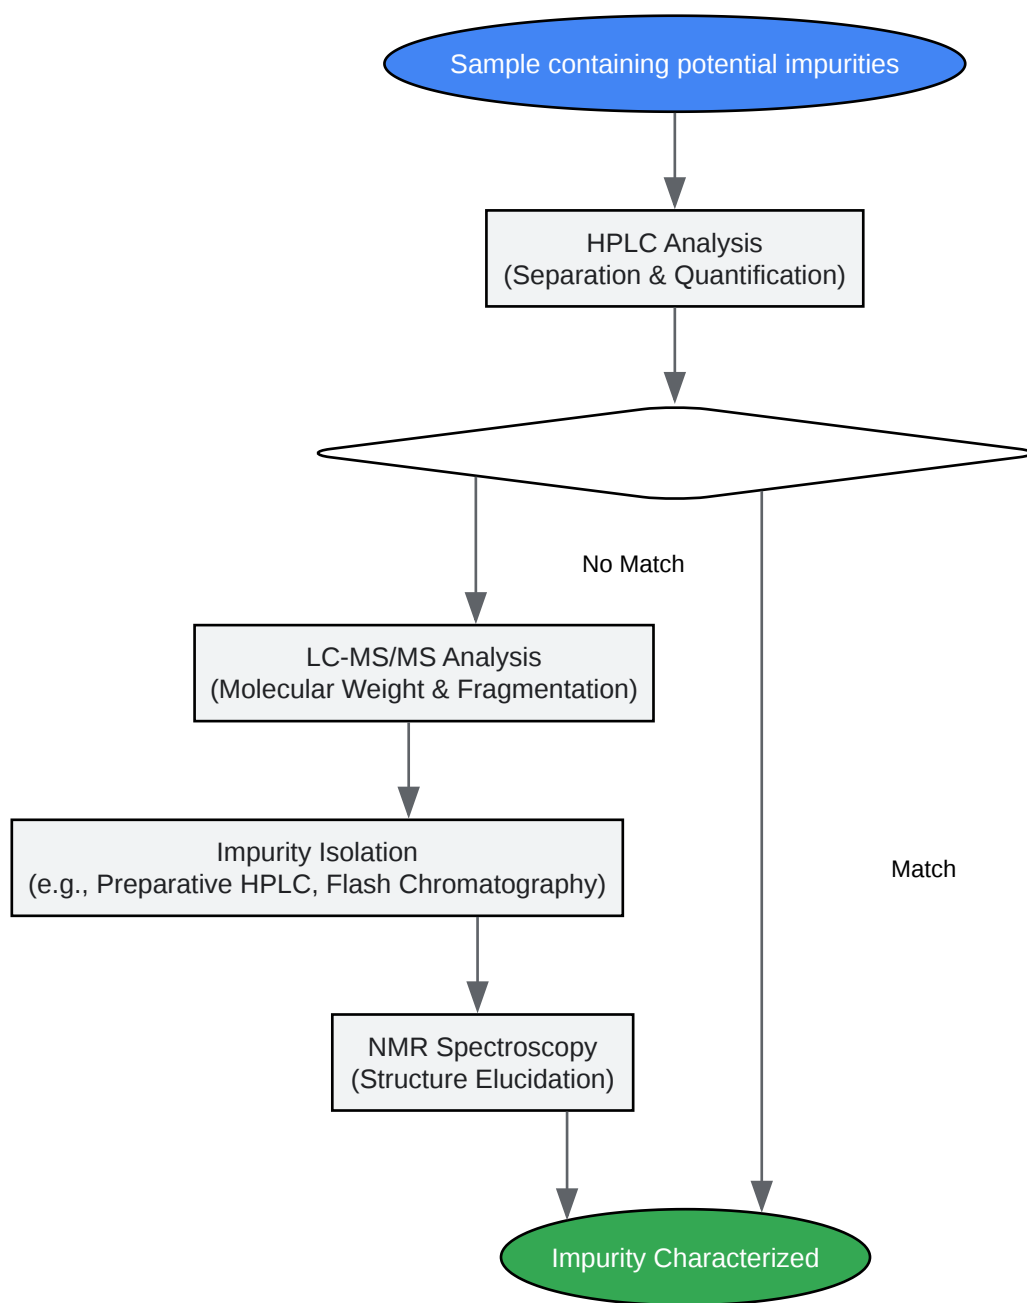 Sample containing potential impurities
HPLC Analysis
(Separation & Quantification)
No Match
LC-MS/MS Analysis
(Molecular Weight & Fragmentation)
Impurity Isolation
(e.g., Preparative HPLC, Flash Chromatography)
Match
NMR Spectroscopy
(Structure Elucidation)
Impurity Characterized